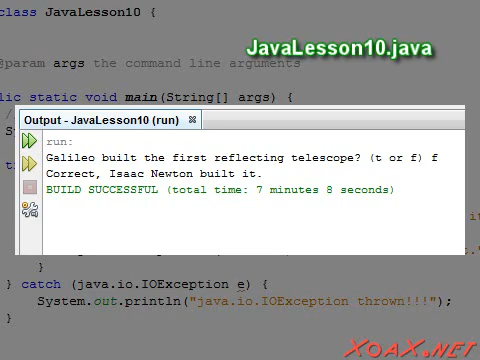 class JavaLesson10 {
JavaLesson10.java
@param args the command line arguments
lic static void main(String[] args) {
Output - JavaLesson10 (run)
run:
Galileo built the first reflecting telescope? (t or f) f
Correct, Isaac Newton built it.
BUILD SUCCESSFUL (total time: 7 minutes 8 seconds)
}
} catch (java.io.IOException e) {
System.out.println("java.io.IOException thrown!!!");
}
XOAX.NET